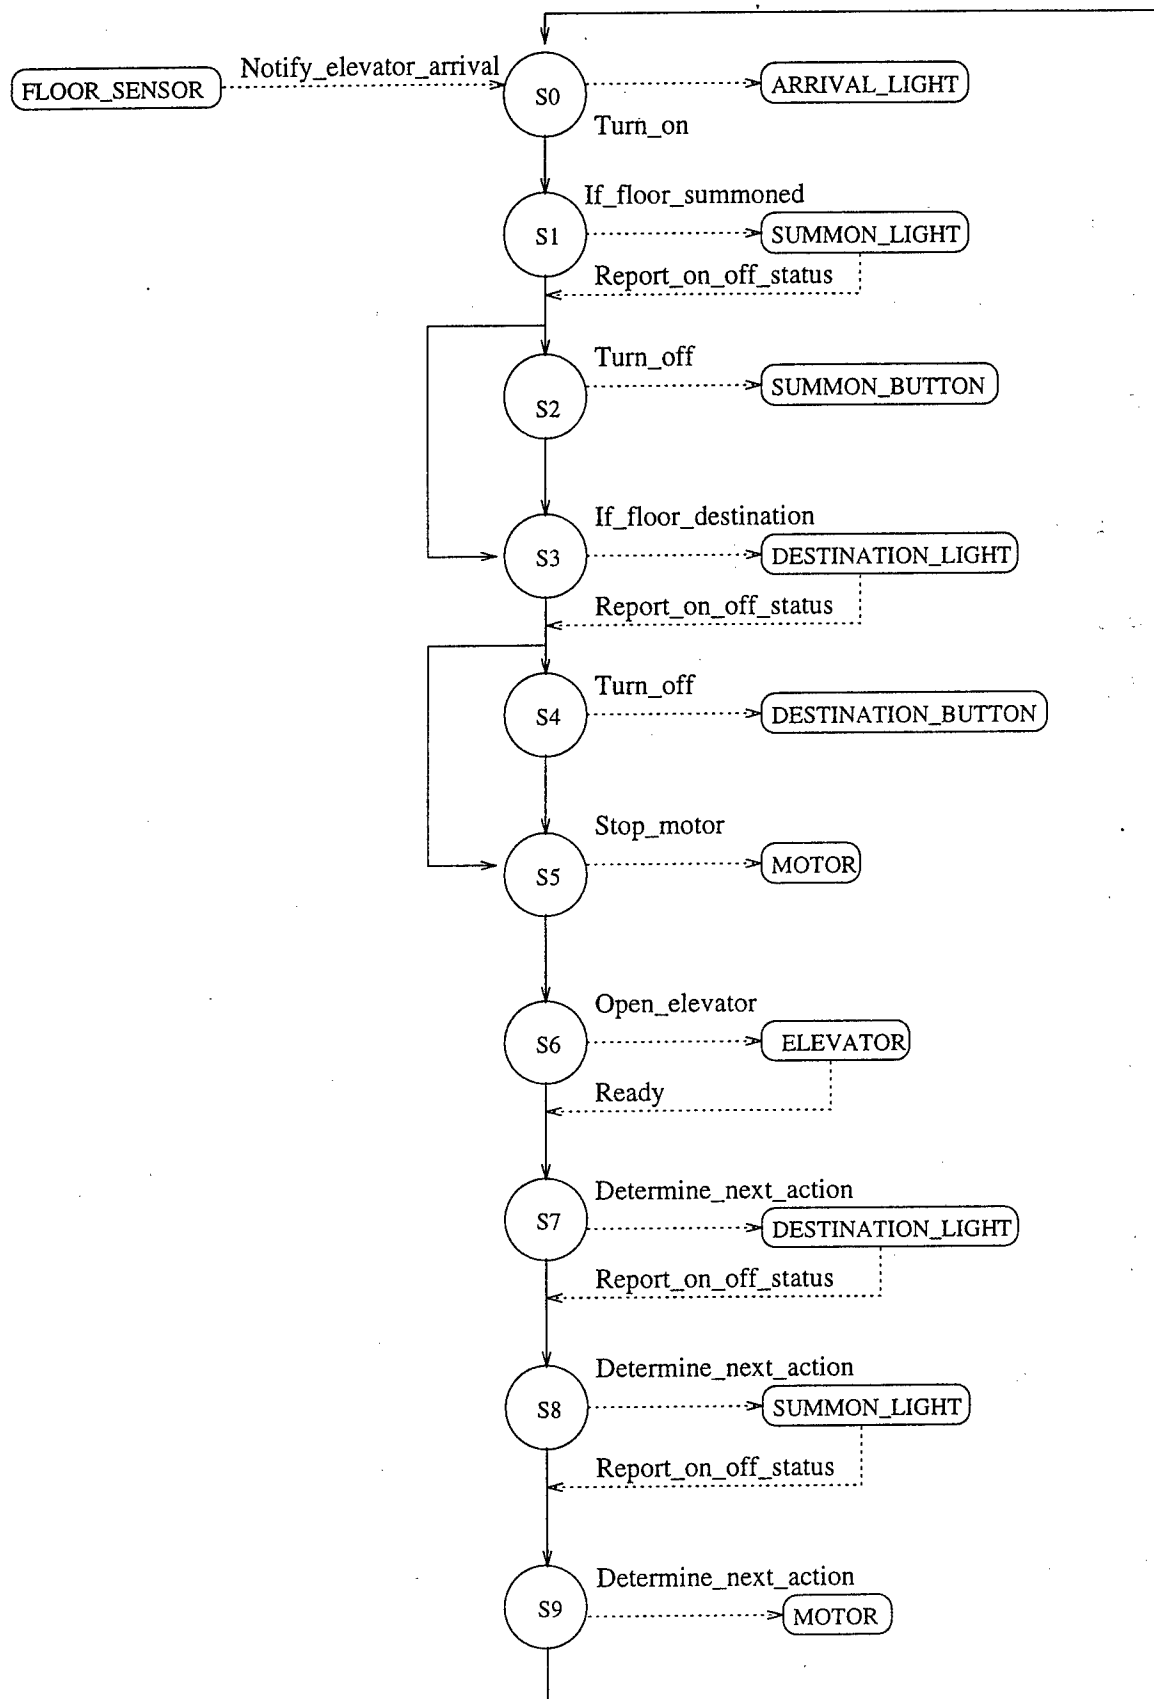 Notify_elevator_arrival
FLOOR_SENSOR
S0
ARRIVAL_LIGHT
Turn_on
If_floor_summoned
S1
SUMMON_LIGHT
Report_on_off_status
Turn_off
S2
SUMMON_BUTTON
If_floor_destination
S3
DESTINATION_LIGHT
Report_on_off_status
Turn_off
S4
DESTINATION_BUTTON
Stop_motor
S5
MOTOR
Open_elevator
S6
ELEVATOR
Ready
Determine_next_action
S7
DESTINATION_LIGHT
Report_on_off_status
Determine_next_action
S8
SUMMON_LIGHT
Report_on_off_status
Determine_next_action
S9
MOTOR